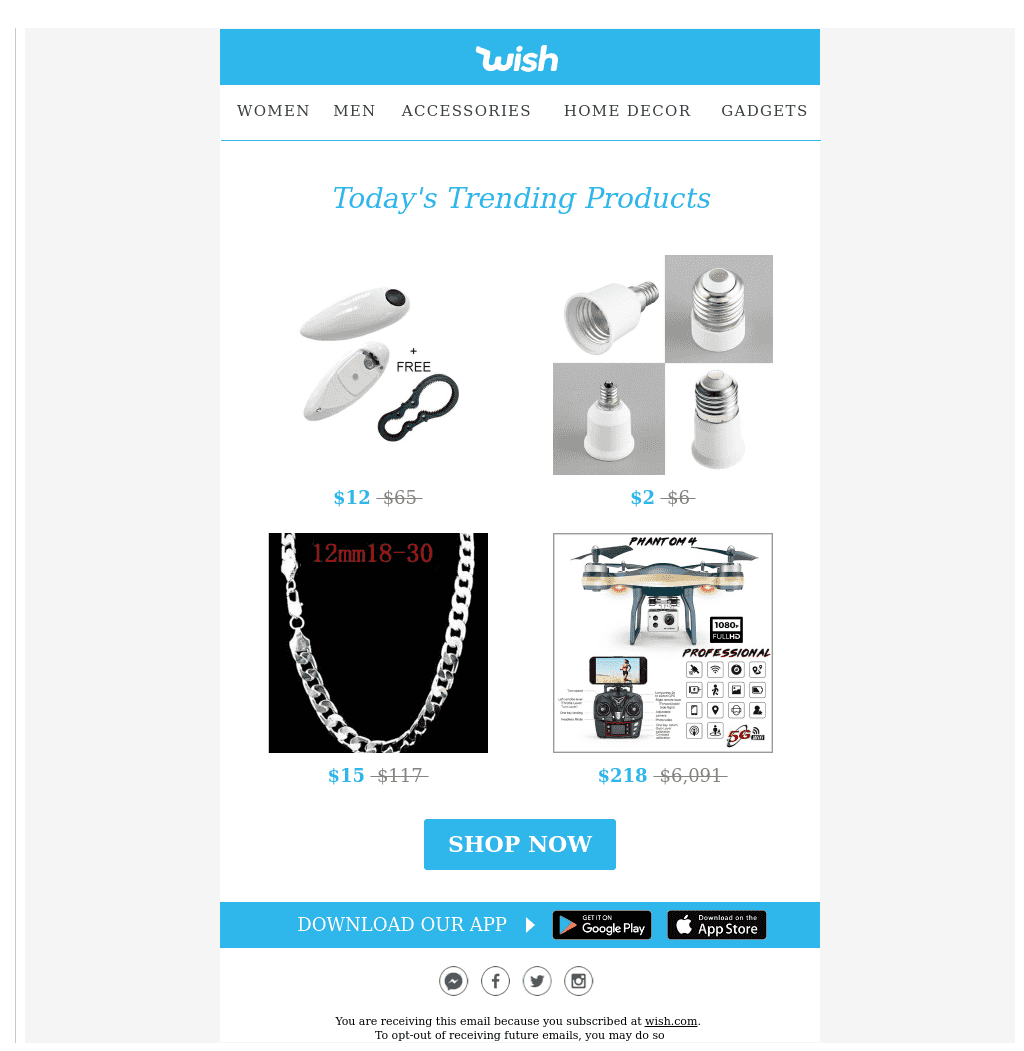 wish
WOMEN MEN ACCESSORIES HOME DECOR GADGETS
Today's Trending Products
+
FREE
$12 $65
$2 $6
12mm18-30
PHANTOM 4
1080P
FULL HD
PROFESSIONAL
5G
$15 $117
$218 $6,091
SHOP NOW
DOWNLOAD OUR APP
GET IT ON
Google Play
Download on the
App Store
You are receiving this email because you subscribed at wish.com.
To opt-out of receiving future emails, you may do so